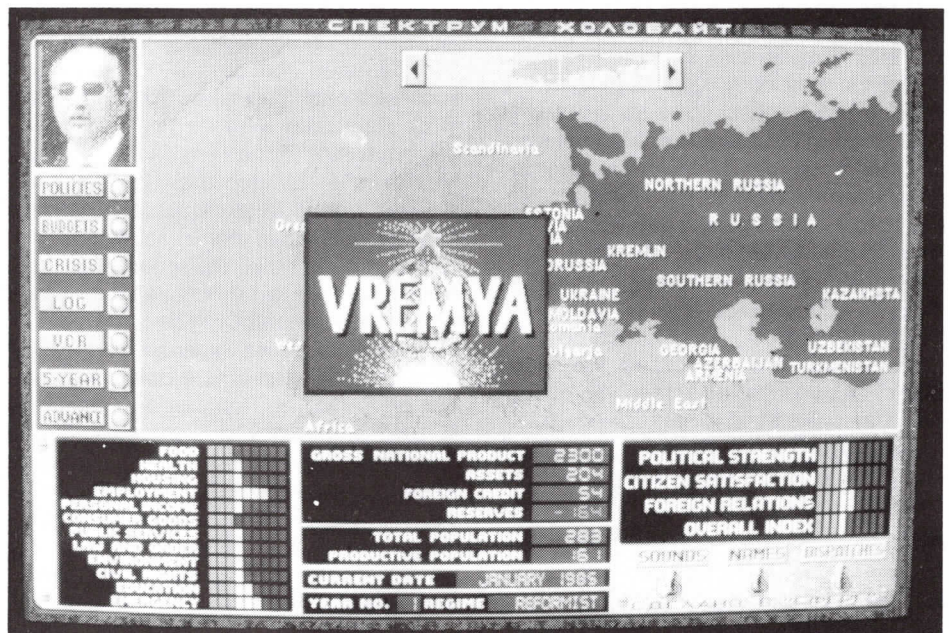 СПЕКТРУМ ХОЛОБАЙТ
POLICIES
BUDGETS
CRISIS
LOG
VCR
5-YEAR
ADVANCE
Scandinavia
NORTHERN RUSSIA
RUSSIA
ESTONIA
KREMLIN
SOUTHERN RUSSIA
UKRAINE
KAZAKHSTA
MOLDAVIA
GEORGIA
UZBEKISTAN
AZERBAIJAN
TURKMENISTAN
ARMENIA
Middle East
Africa
VREMYA
FOOD
HEALTH
HOUSING
EMPLOYMENT
PERSONAL INCOME
CONSUMER GOODS
PUBLIC SERVICES
LAW AND ORDER
ENVIRONMENT
CIVIL RIGHTS
EDUCATION
EMERGENCY
GROSS NATIONAL PRODUCT 2300
ASSETS 204
FOREIGN CREDIT 54
RESERVES -164
TOTAL POPULATION 283
PRODUCTIVE POPULATION 161
CURRENT DATE JANUARY 1985
YEAR NO. 1 REGIME REFORMIST
POLITICAL STRENGTH
CITIZEN SATISFACTION
FOREIGN RELATIONS
OVERALL INDEX
SOUNDS NAMES DISPATCHES